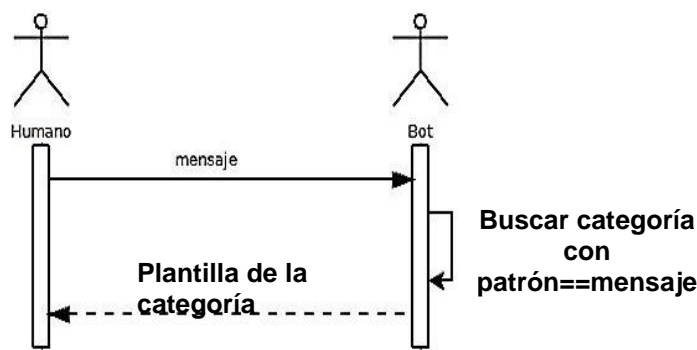 Humano
Bot
mensaje
Buscar categoría
con
patrón==mensaje
Plantilla de la
categoría